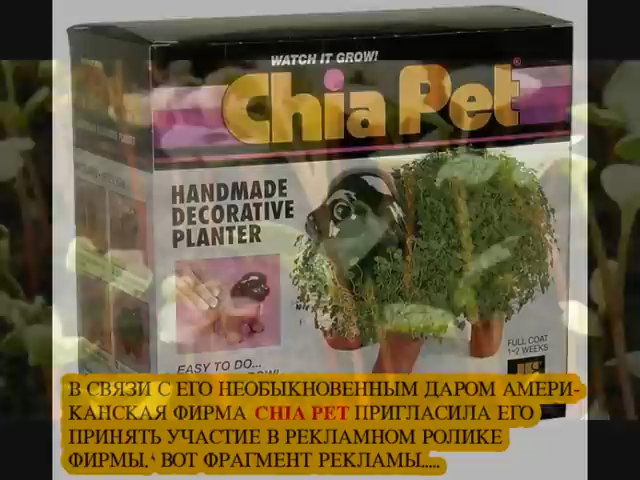 WATCH IT GROW!
Chia Pet®
HANDMADE
DECORATIVE
PLANTER
EASY TO DO...
FULL COAT
1-2 WEEKS
В СВЯЗИ С ЕГО НЕОБЫКНОВЕННЫМ ДАРОМ АМЕРИ-
КАНСКАЯ ФИРМА CHIA PET ПРИГЛАСИЛА ЕГО
ПРИНЯТЬ УЧАСТИЕ В РЕКЛАМНОМ РОЛИКЕ
ФИРМЫ. ВОТ ФРАГМЕНТ РЕКЛАМЫ.....